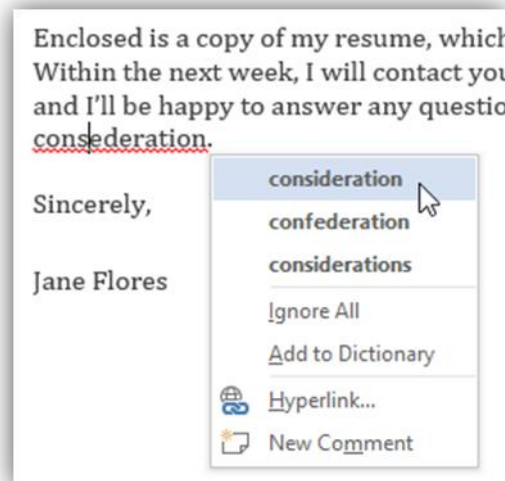 Enclosed is a copy of my resume, which
Within the next week, I will contact you
and I'll be happy to answer any questio
consederation.
Sincerely,
Jane Flores
consideration
confederation
considerations
Ignore All
Add to Dictionary
Hyperlink...
New Comment